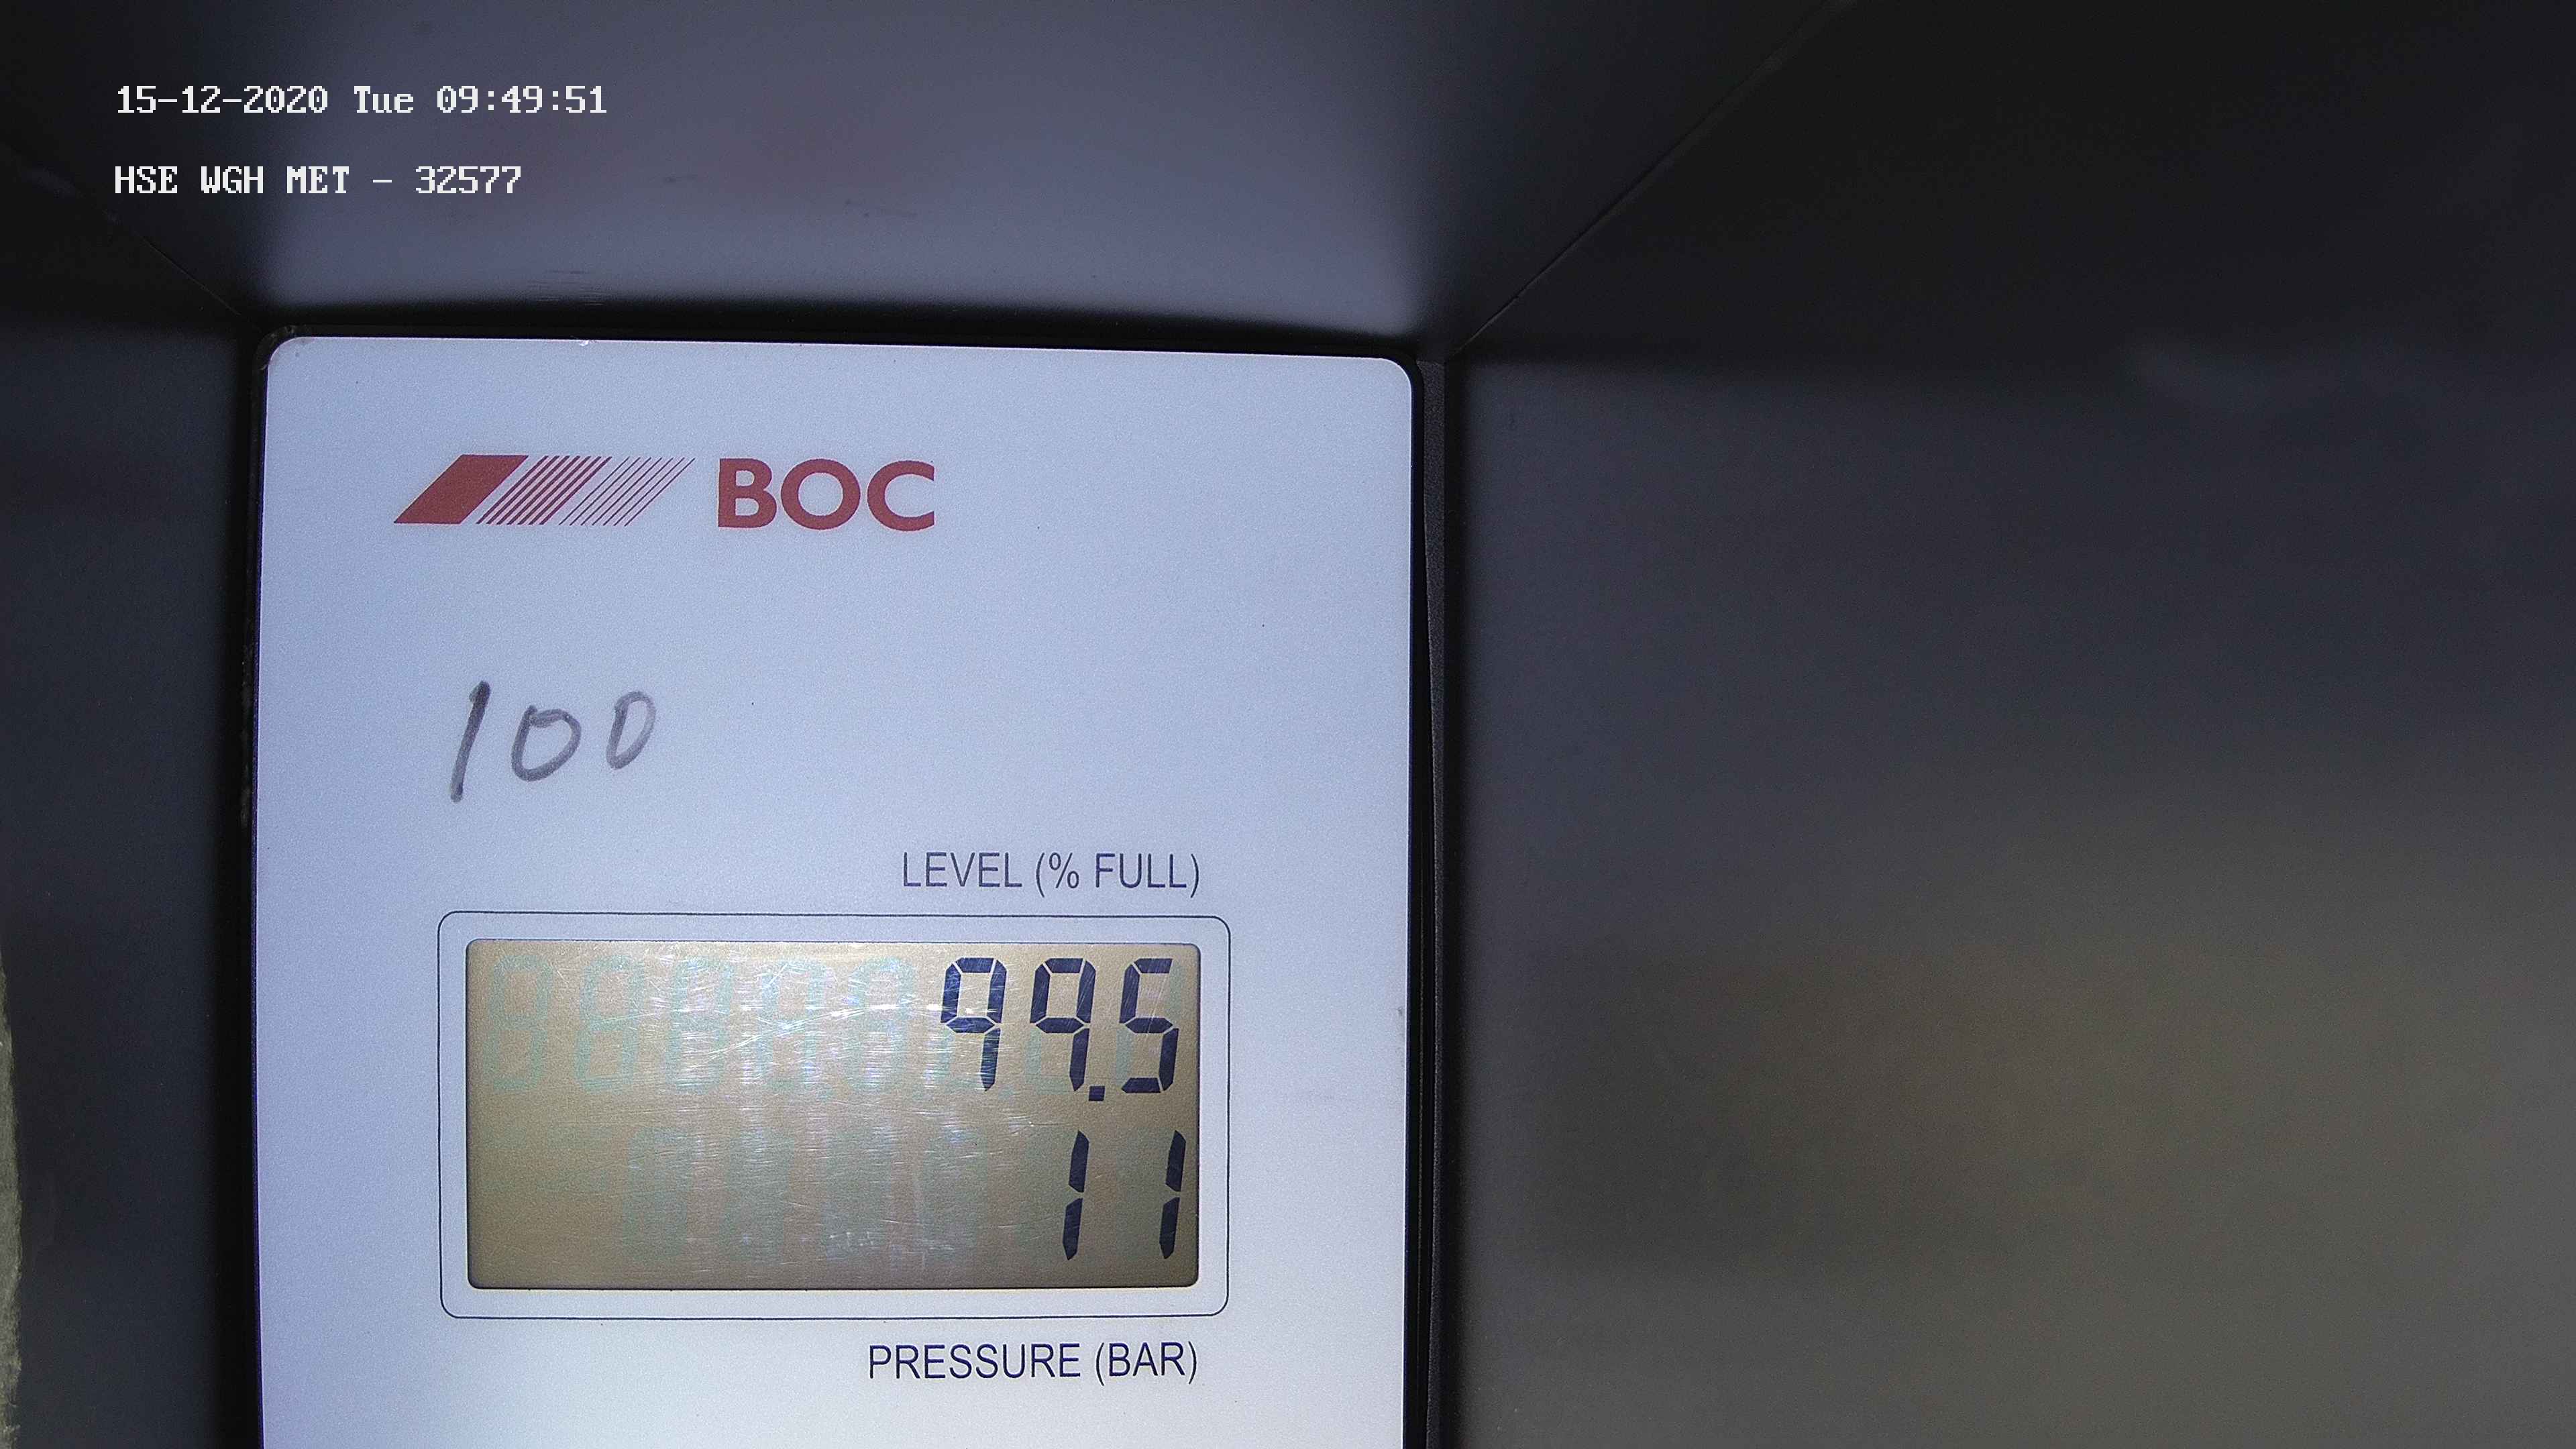 15-12-2020 Tue 09:49:51
HSE WGH MET - 32577
BOC
100
LEVEL (% FULL)
99.5
11
PRESSURE (BAR)